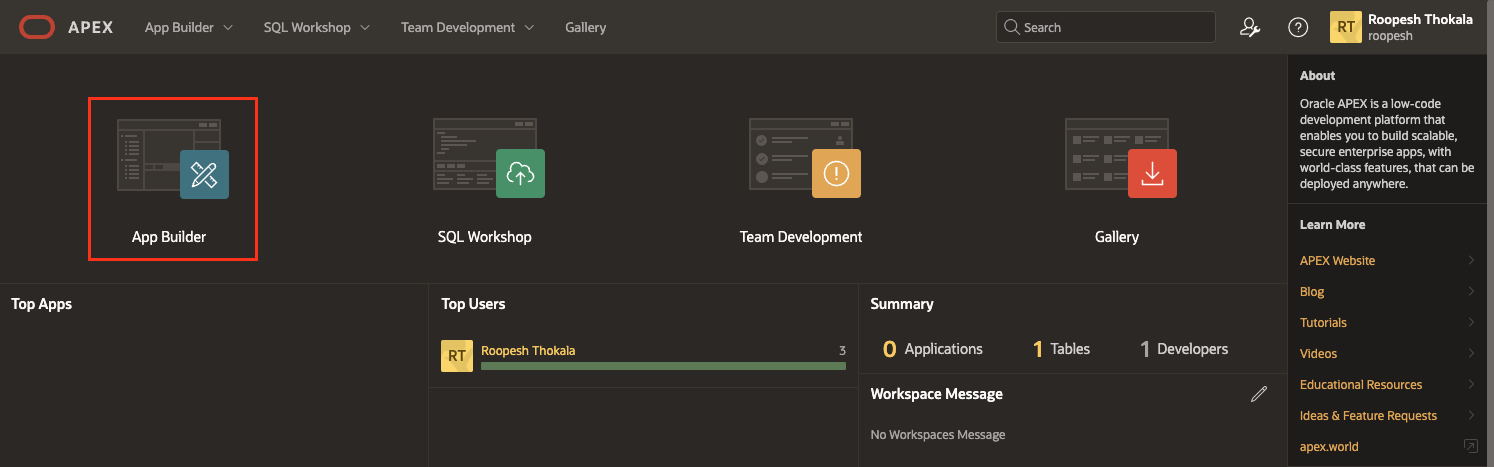 APEX
App Builder
SQL Workshop
Team Development
Gallery
Search
RT
Roopesh Thokala
roopesh
App Builder
SQL Workshop
Team Development
Gallery
Top Apps
Top Users
RT
Roopesh Thokala
3
Summary
0 Applications
1 Tables
1 Developers
Workspace Message
No Workspaces Message
About
Oracle APEX is a low-code
development platform that
enables you to build scalable,
secure enterprise apps, with
world-class features, that can be
deployed anywhere.
Learn More
APEX Website
Blog
Tutorials
Videos
Educational Resources
Ideas & Feature Requests
apex.world